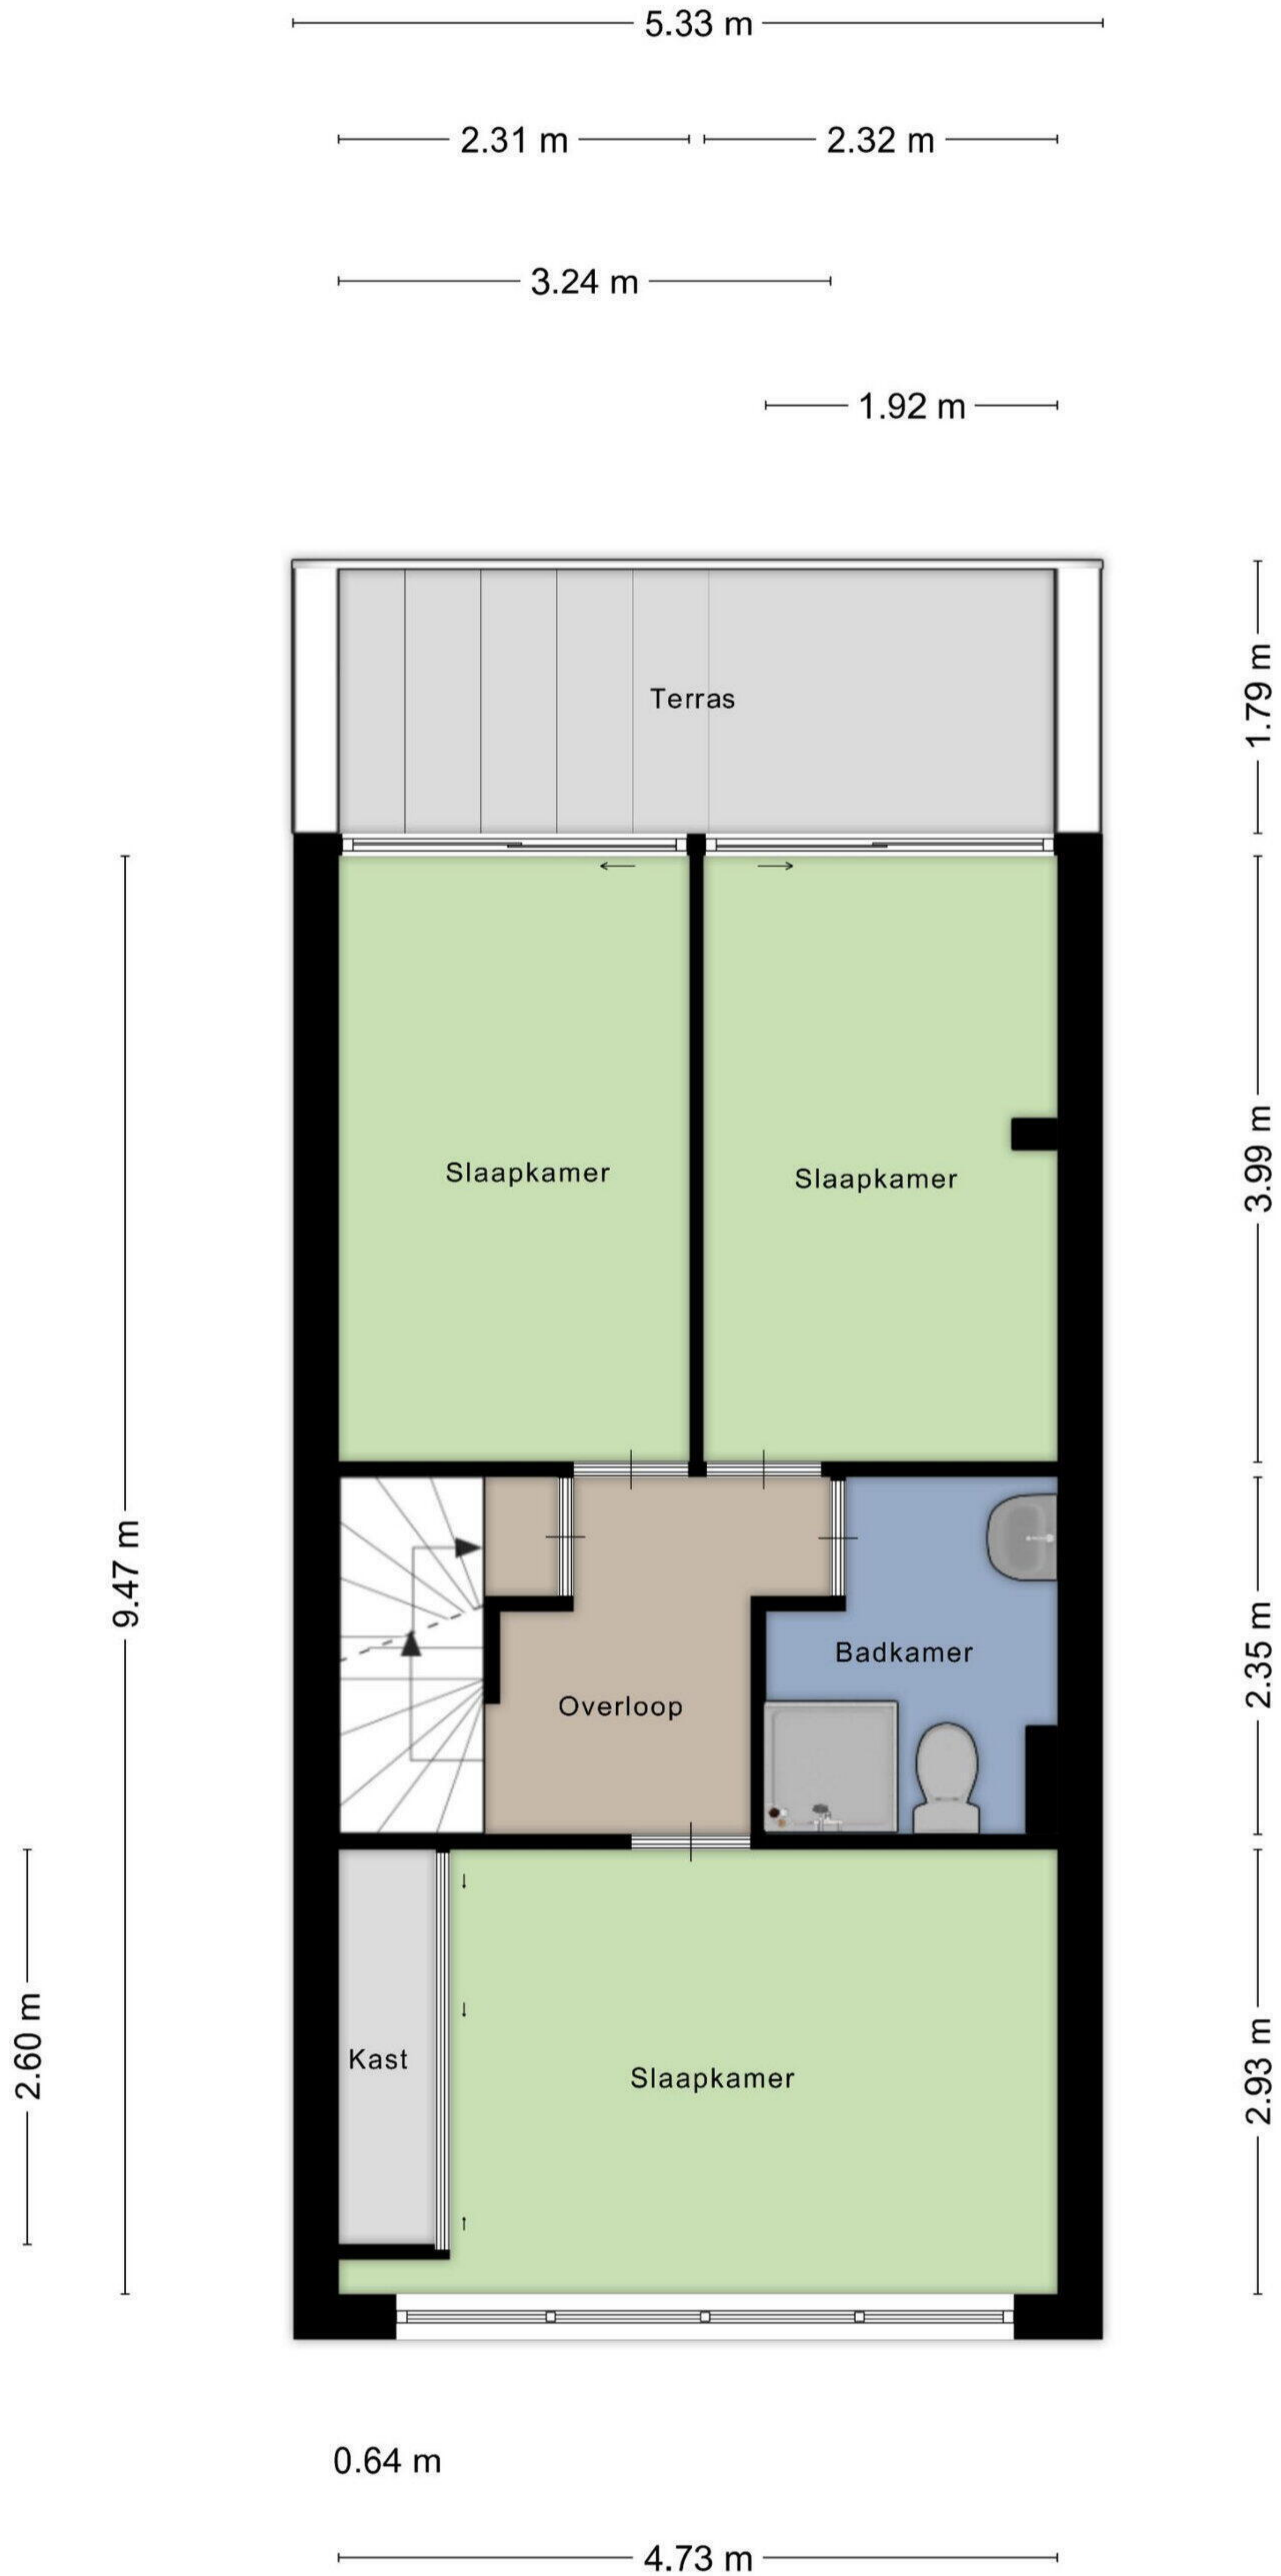 5.33 m
2.31 m
2.32 m
3.24 m
1.92 m
Terras
1.79 m
Slaapkamer
Slaapkamer
3.99 m
9.47 m
Badkamer
2.35 m
Overloop
Kast
Slaapkamer
2.60 m
2.93 m
0.64 m
4.73 m